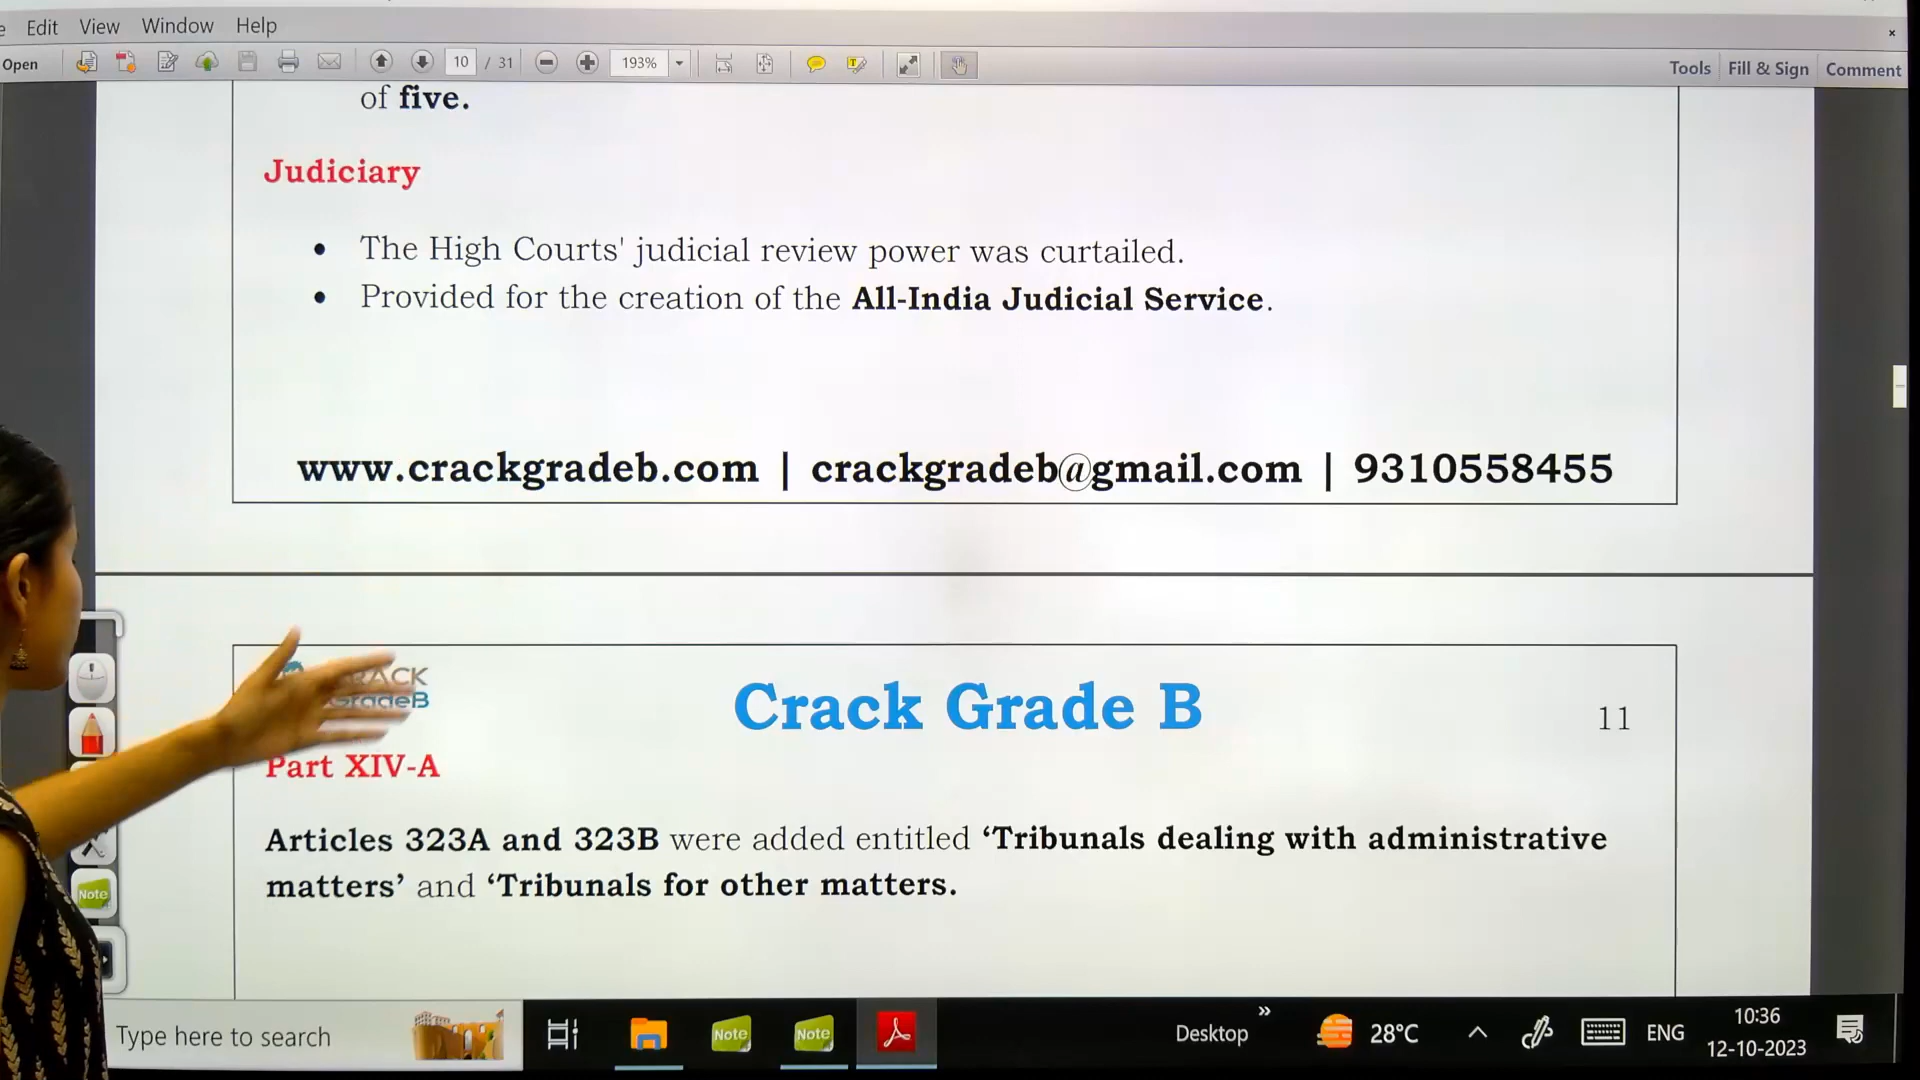 Edit View Window Help
Open 10 / 31 193% Tools Fill & Sign Comment
of five.
Judiciary
• The High Courts' judicial review power was curtailed.
• Provided for the creation of the All-India Judicial Service.
www.crackgradeb.com | crackgradeb@gmail.com | 9310558455
Crack Grade B
11
Part XIV-A
Articles 323A and 323B were added entitled ‘Tribunals dealing with administrative
matters’ and ‘Tribunals for other matters.
Note
Type here to search
Note
Note
Desktop
28°C
ENG
10:36
12-10-2023